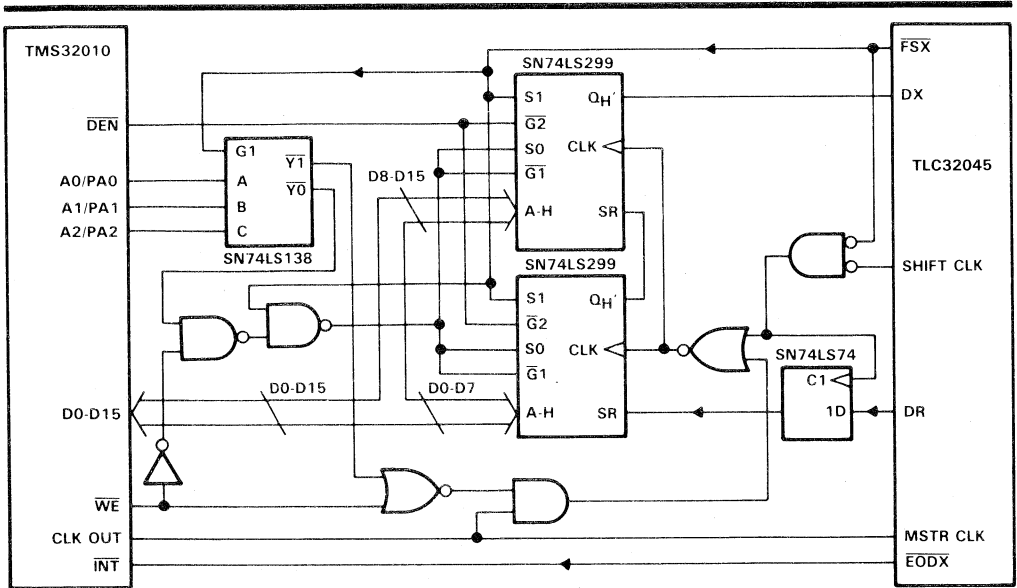 TMS32010
DEN
A0/PA0
A1/PA1
A2/PA2
D0-D15
WE
CLK OUT
INT
G1
A
B
C
Y1
Y0
SN74LS138
D8-D15
D0-D15
D0-D7
SN74LS299
S1
G2
S0
G1
A-H
QH'
CLK
SR
SN74LS299
S1
G2
S0
G1
A-H
QH'
CLK
SR
SN74LS74
C1
1D
FSX
DX
TLC32045
SHIFT CLK
DR
MSTR CLK
EODX